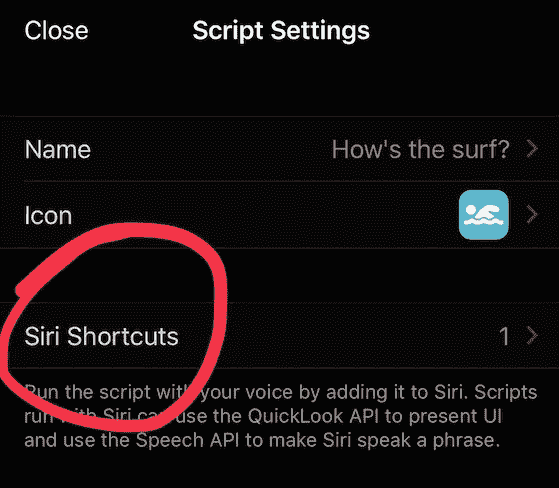 Close Script Settings
Name How's the surf?
Icon
Siri Shortcuts 1
Run the script with your voice by adding it to Siri. Scripts
run with Siri can use the QuickLook API to present UI
and use the Speech API to make Siri speak a phrase.